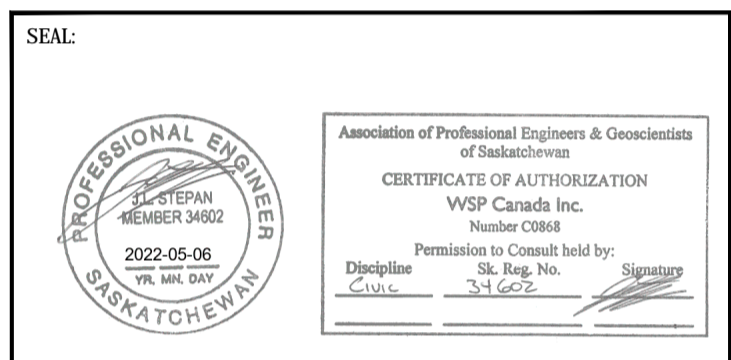 SEAL:
PROFESSIONAL ENGINEER
J.L. STEPAN
MEMBER 34602
2022-05-06
YR. MN. DAY
SASKATCHEWAN
Association of Professional Engineers & Geoscientists
of Saskatchewan
CERTIFICATE OF AUTHORIZATION
WSP Canada Inc.
Number C0868
Permission to Consult held by:
Discipline Sk. Reg. No. Signature
CIVIC 34602